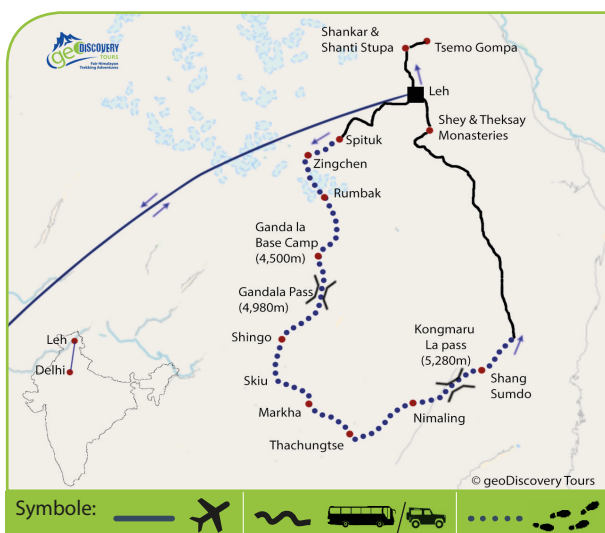 geo DISCOVERY
TOURS
Fair Himalayan
Trekking Adventures
Shankar &
Shanti Stupa
Tsemo Gompa
Leh
Shey & Theksay
Monasteries
Spituk
Zingchen
Rumbak
Ganda la
Base Camp
(4,500m)
Gandala Pass
(4,980m)
Kongmaru
La pass
(5,280m)
Leh
Shingo
Delhi
Shang
Sumdo
Skiu
Markha
Nimaling
Thachungtse
© geoDiscovery Tours
Symbole: